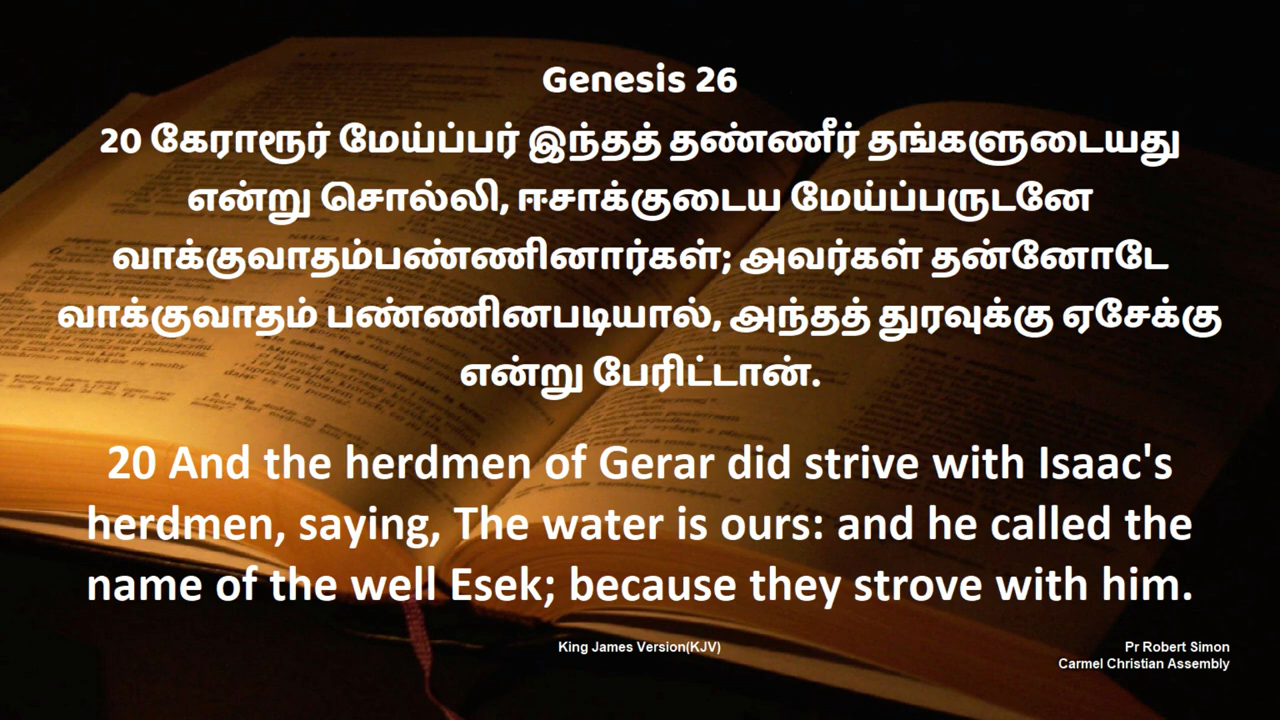 Genesis 26
20 கேராரூர் மேய்ப்பர் இந்தத் தண்ணீர் தங்களுடையது
என்று சொல்லி, ஈசாக்குடைய மேய்ப்பருடனே
வாக்குவாதம்பண்ணினார்கள்; அவர்கள் தன்னோடே
வாக்குவாதம் பண்ணினபடியால், அந்தத் துரவுக்கு ஏசேக்கு
என்று பேரிட்டான்.
20 And the herdmen of Gerar did strive with Isaac's
herdmen, saying, The water is ours: and he called the
name of the well Esek; because they strove with him.
King James Version(KJV)
Pr Robert Simon
Carmel Christian Assembly